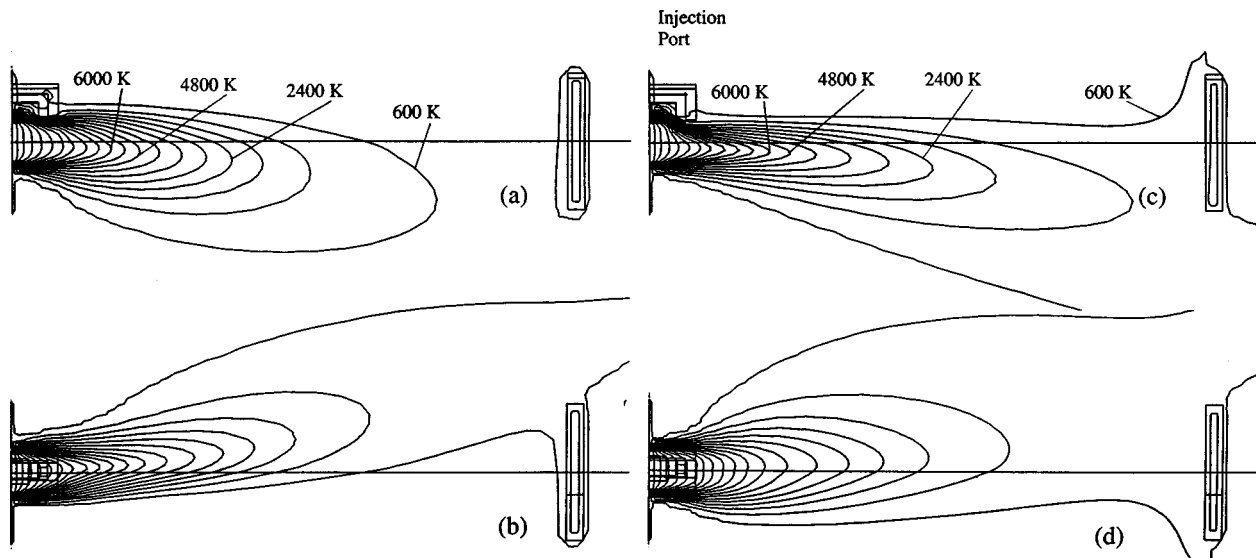 Injection
Port
6000 K
4800 K
2400 K
600 K
(a)
6000 K
4800 K
2400 K
600 K
(c)
(b)
(d)